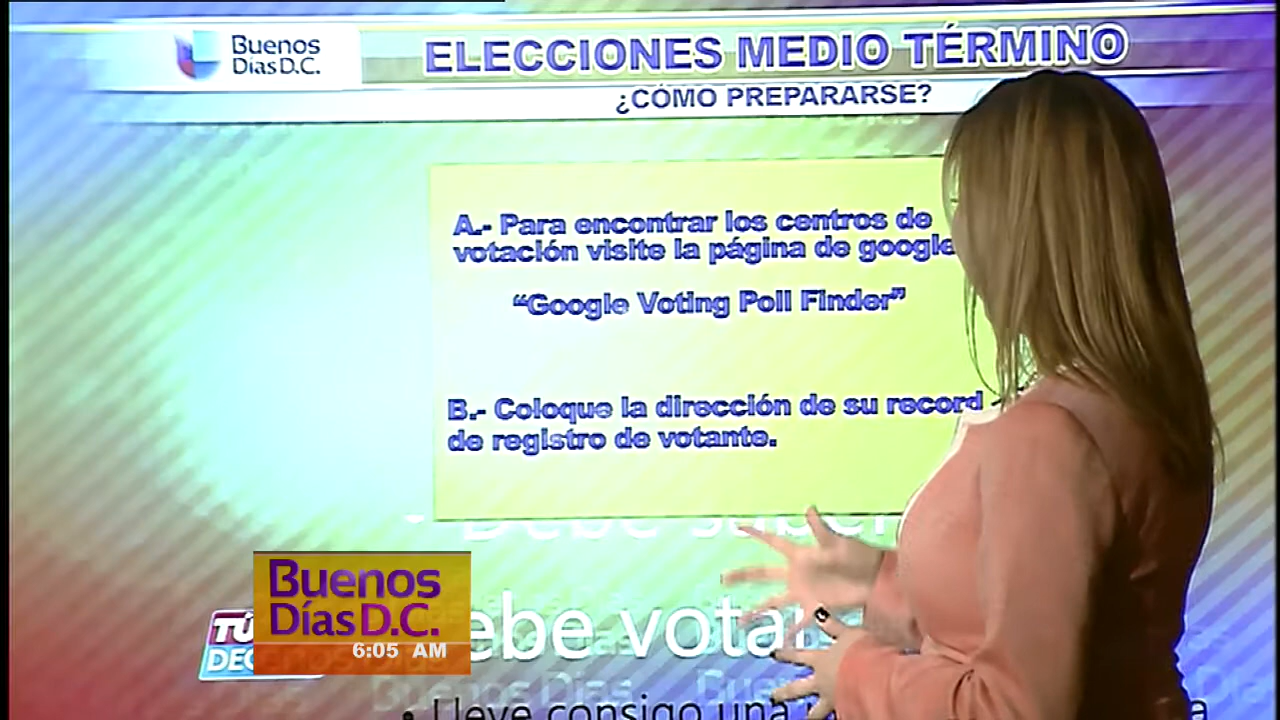 Buenos
Días D.C.
ELECCIONES MEDIO TÉRMINO
¿CÓMO PREPARARSE?
A.- Para encontrar los centros de
votación visite la página de google
“Google Voting Poll Finder”
B.- Coloque la dirección de su record
de registro de votante.
Debe saber
ebe votar
Lleve consigo una
Buenos
Días D.C.
6:05 AM
TÚ
Buenos Días